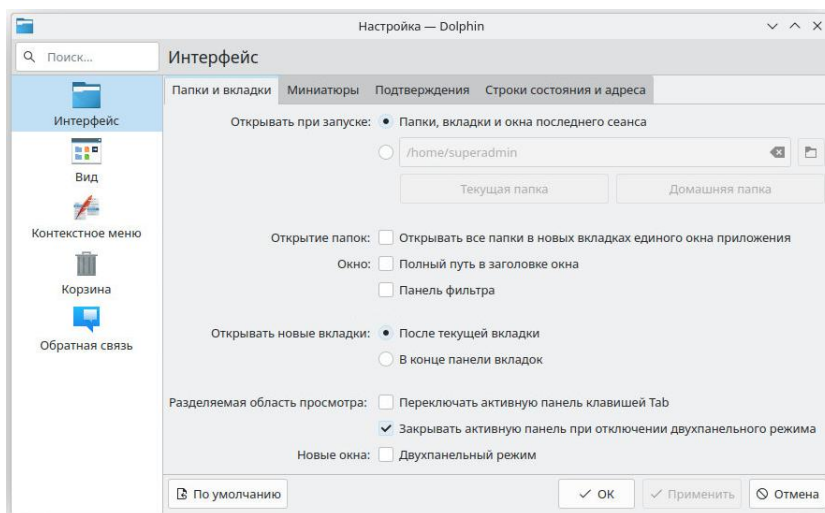 Настройка — Dolphin
Поиск...
Интерфейс
Интерфейс
Вид
Контекстное меню
Корзина
Обратная связь
Папки и вкладки Миниатюры Подтверждения Строки состояния и адреса
Открывать при запуске: Папки, вкладки и окна последнего сеанса
/home/superadmin
Текущая папка Домашняя папка
Открытие папок: Открывать все папки в новых вкладках единого окна приложения
Окно: Полный путь в заголовке окна
Панель фильтра
Открывать новые вкладки: После текущей вкладки
В конце панели вкладок
Разделяемая область просмотра: Переключать активную панель клавишей Tab
Закрывать активную панель при отключении двухпанельного режима
Новые окна: Двухпанельный режим
По умолчанию ОК Применить Отмена